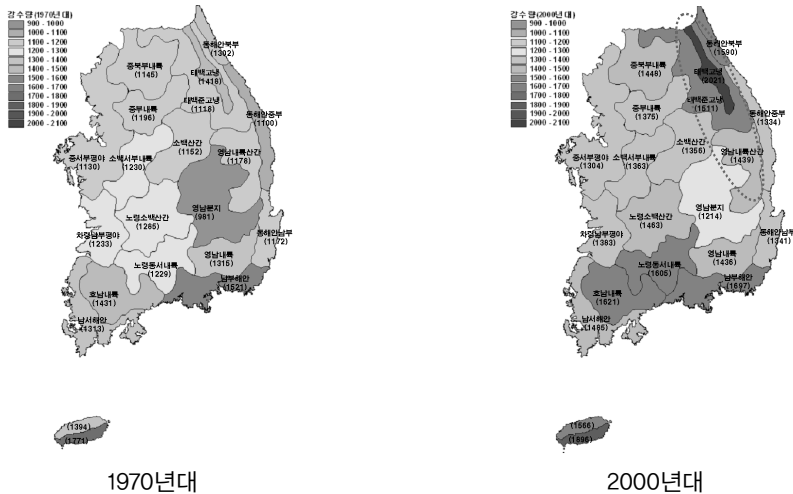 강수량(1970년대)
900 - 1000
1000 - 1100
1100 - 1200
1200 - 1300
1300 - 1400
1400 - 1500
1500 - 1600
1600 - 1700
1700 - 1800
1800 - 1900
1900 - 2000
2000 - 2100
동해안북부
(1302)
중북부내륙
(1145)
태백고냉
(1418)
중부내륙
(1196)
태백준고냉
(1118)
동해안중부
(1100)
소백산간
(1152)
중서부평야
(1130)
소백서부내륙
(1230)
영남내륙산간
(1178)
영남분지
(981)
차령남부평야
(1233)
노령소백산간
(1265)
동해안남부
(1172)
노령동서내륙
(1229)
영남내륙
(1315)
호남내륙
(1431)
남부해안
(1521)
남서해안
(1313)
(1394)
(1771)
1970년대
강수량(2000년대)
900 - 1000
1000 - 1100
1100 - 1200
1200 - 1300
1300 - 1400
1400 - 1500
1500 - 1600
1600 - 1700
1700 - 1800
1800 - 1900
1900 - 2000
2000 - 2100
동해안북부
(1590)
중북부내륙
(1448)
태백고냉
(2021)
중부내륙
(1375)
태백준고냉
(1511)
동해안중부
(1334)
소백산간
(1356)
중서부평야
(1304)
소백서부내륙
(1363)
영남내륙산간
(1439)
영남분지
(1214)
차령남부평야
(1383)
노령소백산간
(1463)
동해안남부
(1341)
노령동서내륙
(1605)
영남내륙
(1436)
호남내륙
(1621)
남부해안
(1697)
남서해안
(1485)
(1566)
(1896)
2000년대